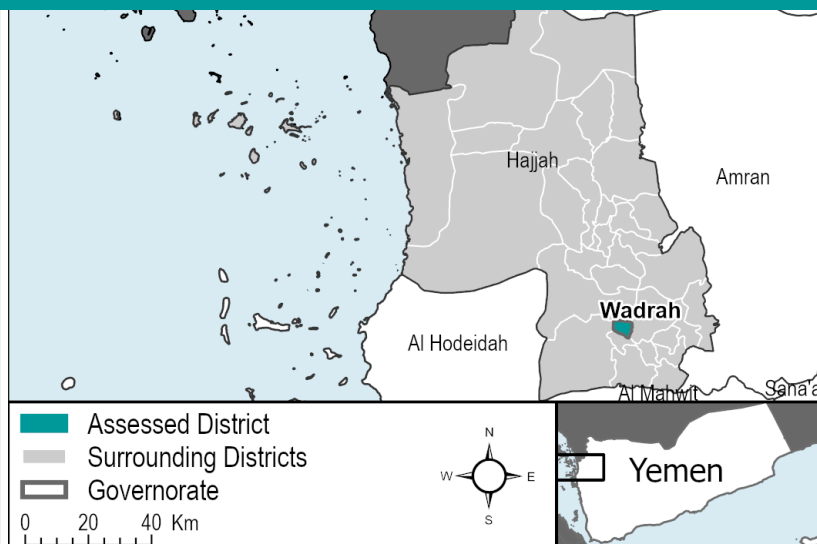 Hajjah
Amran
Wadrah
Al Hodeidah
Al Mahwit
Sana'a
Assessed District
Surrounding Districts
Governorate
0 20 40 Km
N
W E
S
Yemen